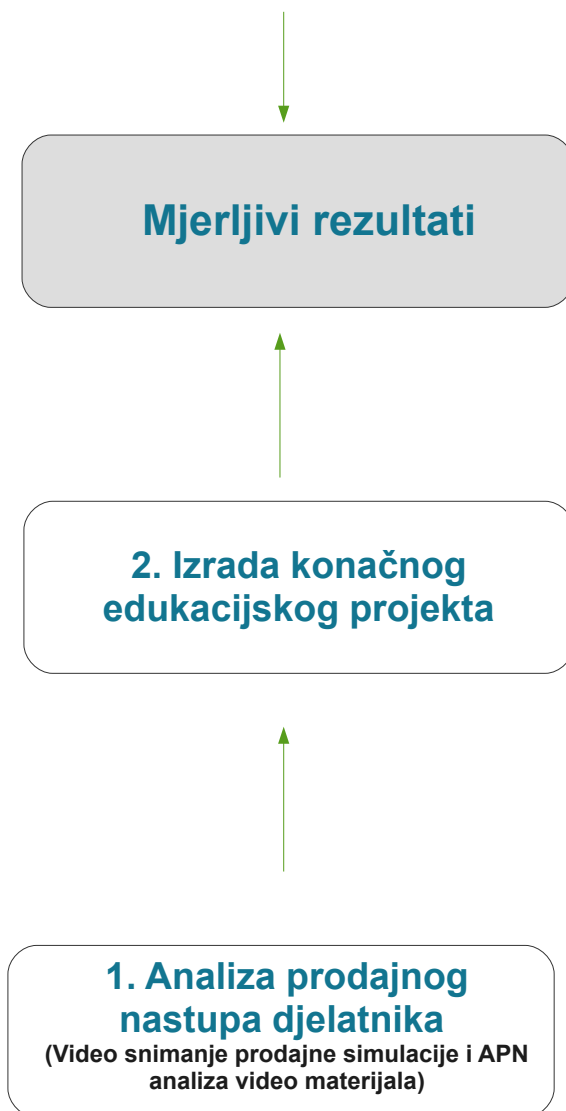 Mjerljivi rezultati
2. Izrada konačnog
edukacijskog projekta
1. Analiza prodajnog
nastupa djelatnika
(Video snimanje prodajne simulacije i APN
analiza video materijala)